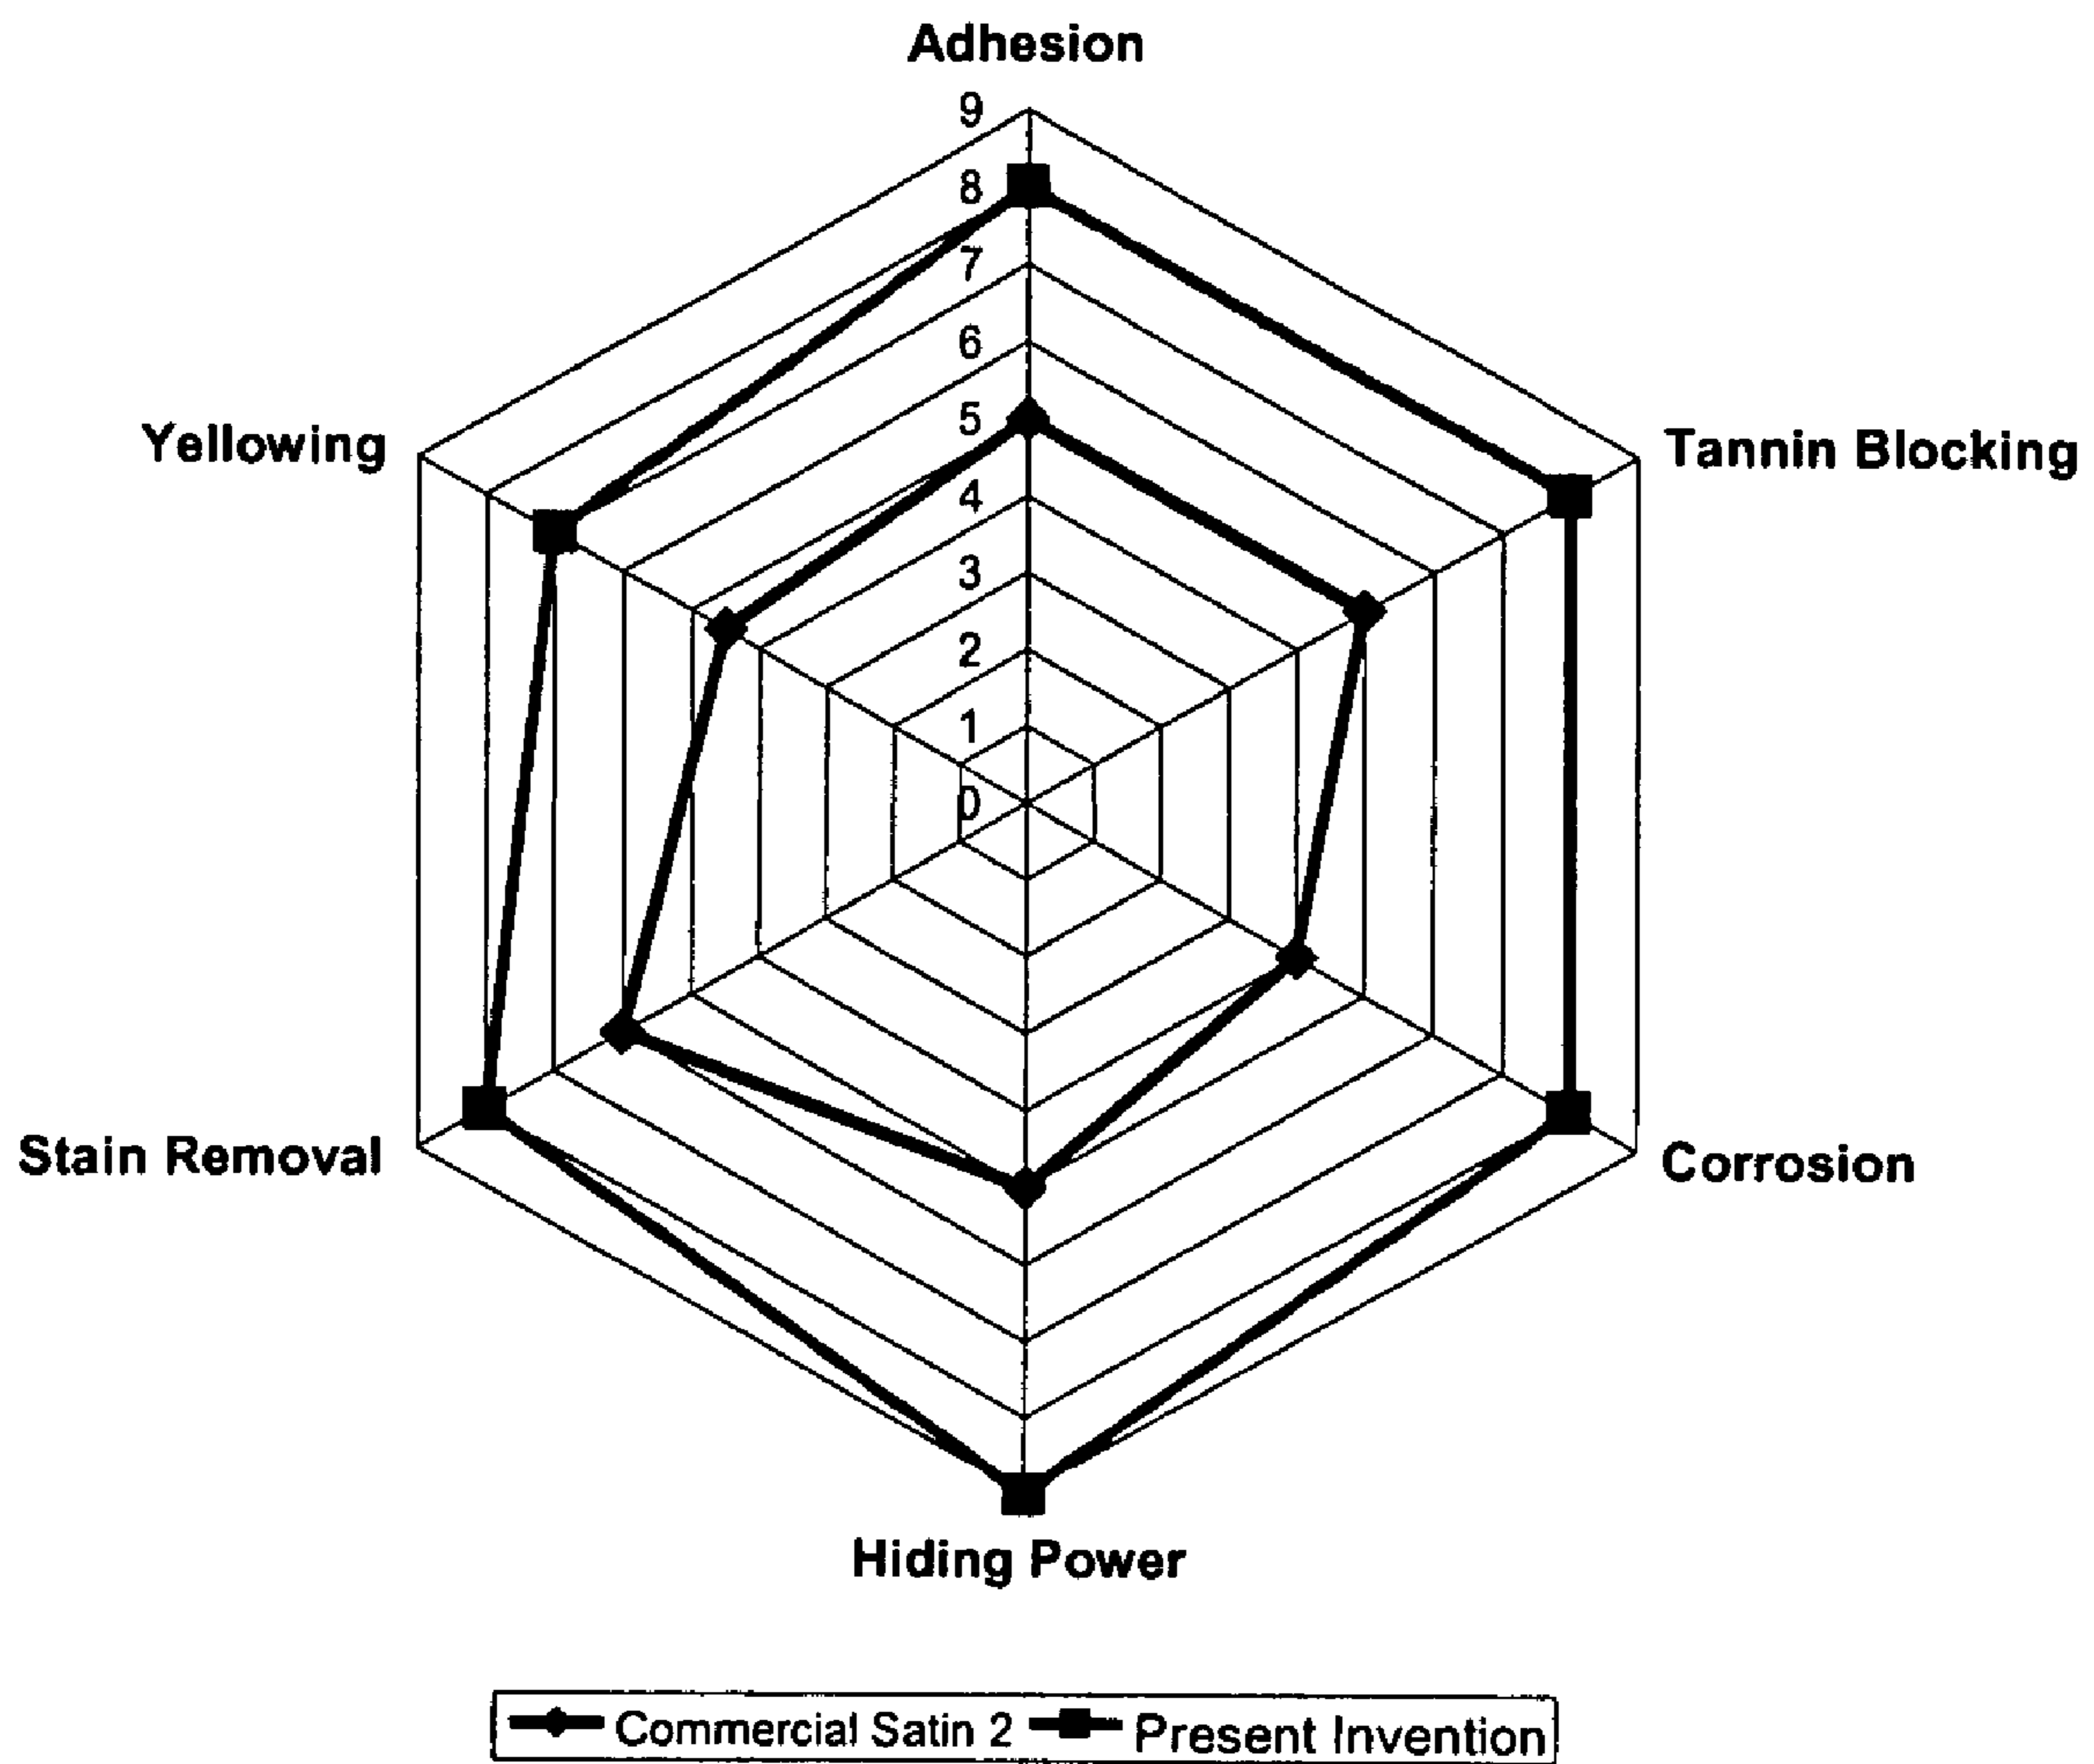 Adhesion
9
8
7
6
5
4
3
2
1
0
Yellowing
Tannin Blocking
Stain Removal
Corrosion
Hiding Power
Commercial Satin 2 Present Invention